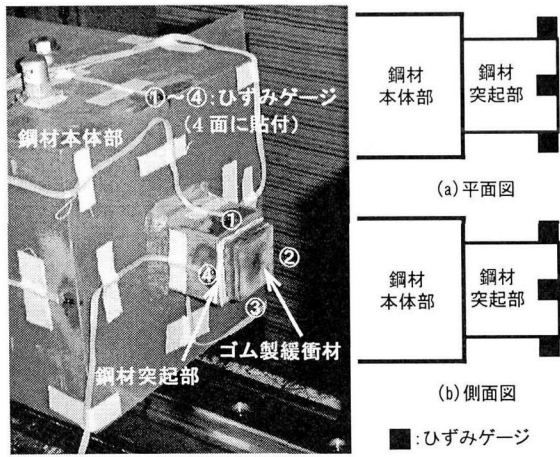 ①～④:ひずみゲージ
(4面に貼付)
鋼材本体部
①
②
④
③
ゴム製緩衝材
鋼材突起部
鋼材
本体部
鋼材
突起部
(a)平面図
鋼材
本体部
鋼材
突起部
(b)側面図
:ひずみゲージ